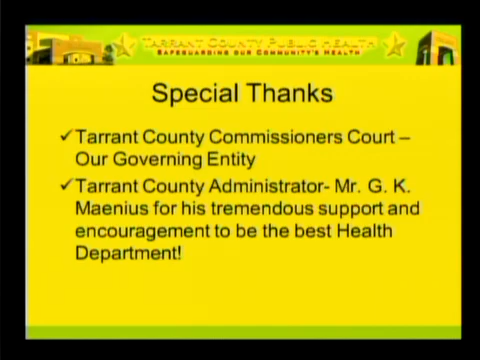 TARRANT COUNTY PUBLIC HEALTH
SAFEGUARDING OUR COMMUNITY'S HEALTH
Special Thanks
✓Tarrant County Commissioners Court –
Our Governing Entity
✓Tarrant County Administrator- Mr. G. K.
Maenius for his tremendous support and
encouragement to be the best Health
Department!